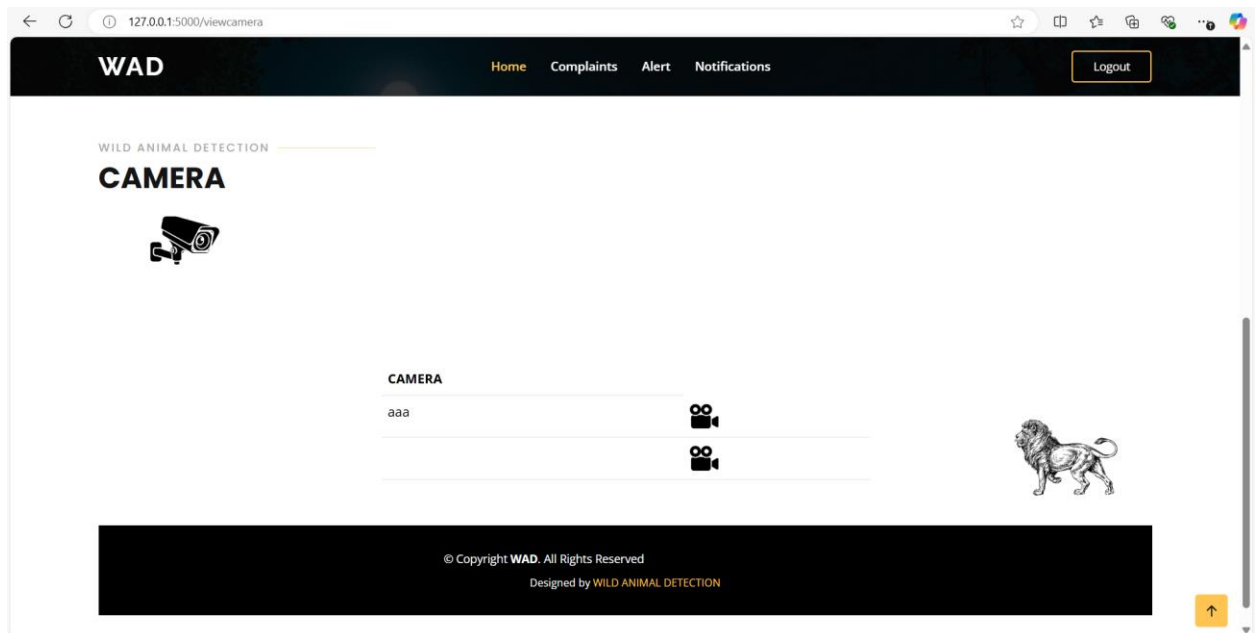 127.0.0.1:5000/viewcamera
WAD Home Complaints Alert Notifications Logout
WILD ANIMAL DETECTION
CAMERA
CAMERA
aaa
© Copyright WAD. All Rights Reserved
Designed by WILD ANIMAL DETECTION